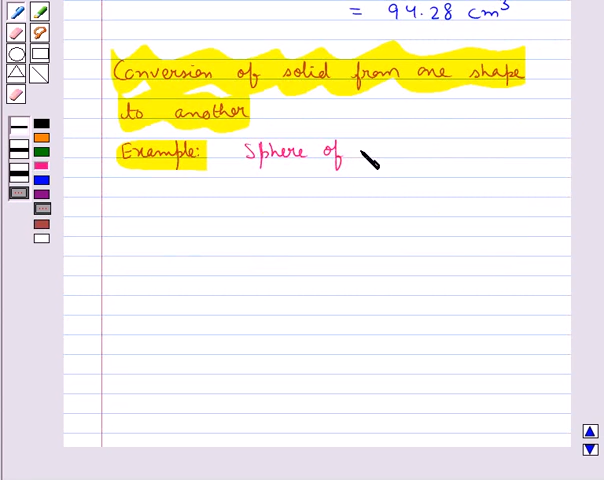 = 94.28 cm³
Conversion of solid from one shape
to another
Example: Sphere of